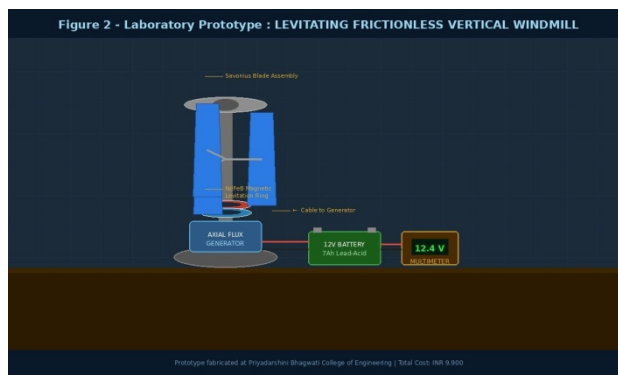 Figure 2 - Laboratory Prototype : LEVITATING FRICTIONLESS VERTICAL WINDMILL
Savonius Blade Assembly
NdFeB Magnetic
Levitation Ring
← Cable to Generator
AXIAL FLUX
GENERATOR
12V BATTERY
7Ah Lead-Acid
12.4 V
MULTIMETER
Prototype fabricated at Priyadarshini Bhagwati College of Engineering | Total Cost: INR 9,900